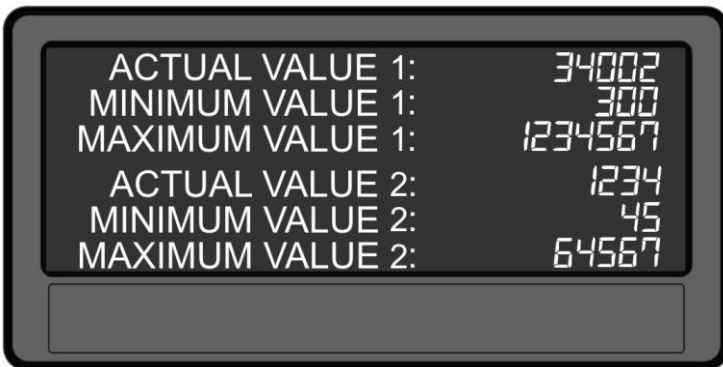 ACTUAL VALUE 1: 34002
MINIMUM VALUE 1: 300
MAXIMUM VALUE 1: 1234567
ACTUAL VALUE 2: 1234
MINIMUM VALUE 2: 45
MAXIMUM VALUE 2: 64567